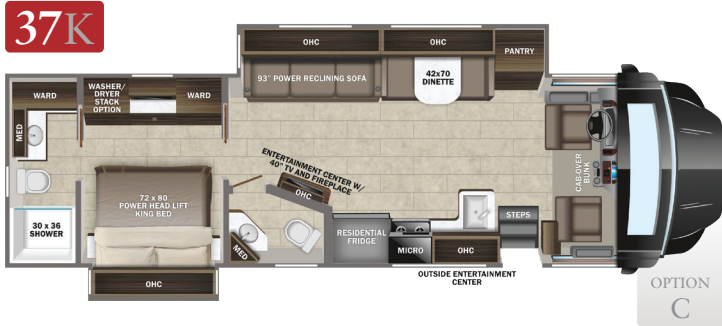 37K
OHC
OHC
PANTRY
93" POWER RECLINING SOFA
42x70
DINETTE
WARD
WASHER/
DRYER
STACK
OPTION
WARD
MED
ENTERTAINMENT CENTER W/
40" TV AND FIREPLACE
OHC
CAB-OVER
BUNK
72 x 80
POWER HEAD LIFT
KING BED
30 x 36
SHOWER
MED
RESIDENTIAL
FRIDGE
MICRO
OHC
STEPS
OUTSIDE ENTERTAINMENT
CENTER
OHC
OPTION
C